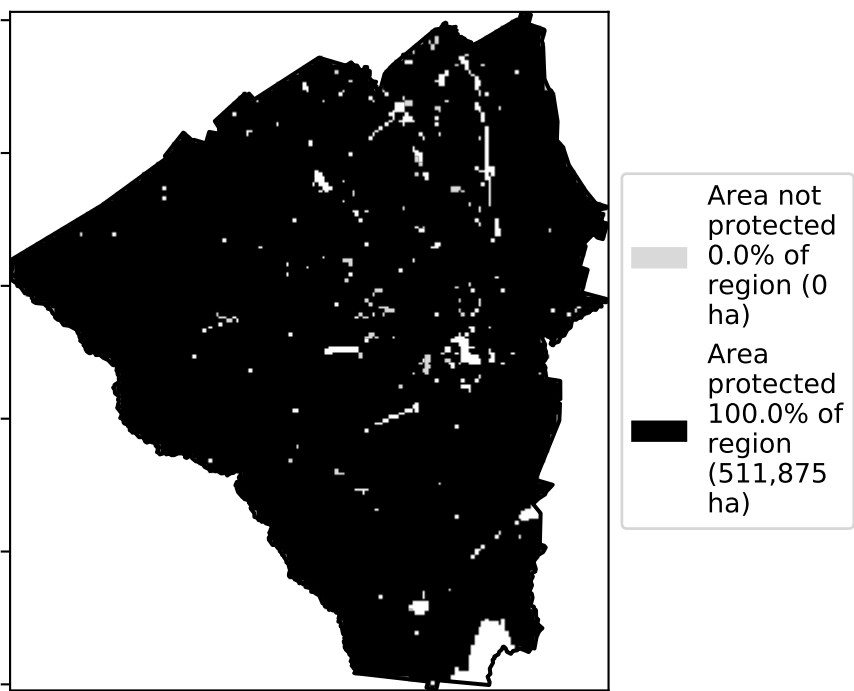 Area not
protected
0.0% of
region (0
ha)
Area
protected
100.0% of
region
(511,875
ha)